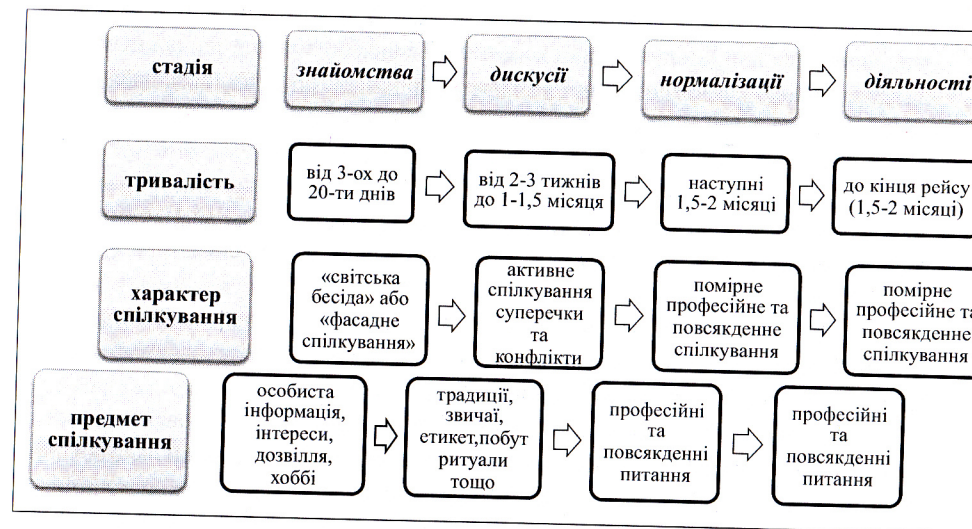 стадія
знайомства
дискусії
нормалізації
діяльності
тривалість
від 3-ох до
20-ти днів
від 2-3 тижнів
до 1-1,5 місяця
наступні
1,5-2 місяці
до кінця рейсу
(1,5-2 місяці)
характер
спілкування
«світська
бесіда» або
«фасадне
спілкування»
активне
спілкування
суперечки
та
конфлікти
помірне
професійне та
повсякденне
спілкування
помірне
професійне та
повсякденне
спілкування
предмет
спілкування
особиста
інформація,
інтереси,
дозвілля,
хоббі
традиції,
звичаї,
етикет,побут
ритуали
тощо
професійні
та
повсякденні
питання
професійні
та
повсякденні
питання